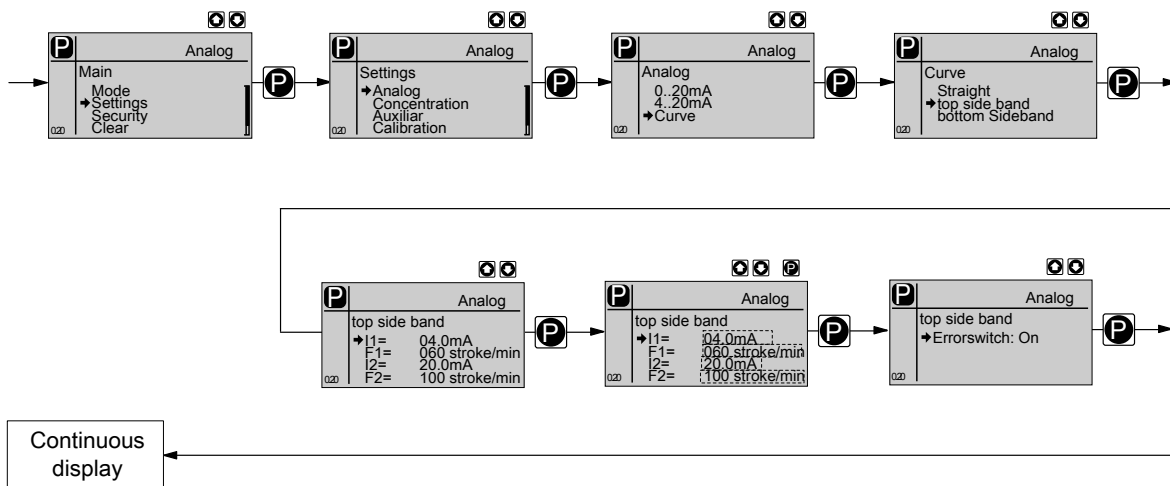 P
Analog
Main
Mode
Settings
Security
Clear
0.20
P
P
Analog
Settings
Analog
Concentration
Auxiliar
Calibration
0.20
P
P
Analog
Analog
0..20mA
4..20mA
Curve
0.20
P
P
Analog
Curve
Straight
top side band
bottom Sideband
0.20
P
P
Analog
top side band
I1= 04.0mA
F1= 060 stroke/min
I2= 20.0mA
F2= 100 stroke/min
0.20
P
P
P
Analog
top side band
I1= 04.0mA
F1= 060 stroke/min
I2= 20.0mA
F2= 100 stroke/min
0.20
P
P
Analog
top side band
Errorswitch: On
0.20
P
Continuous
display